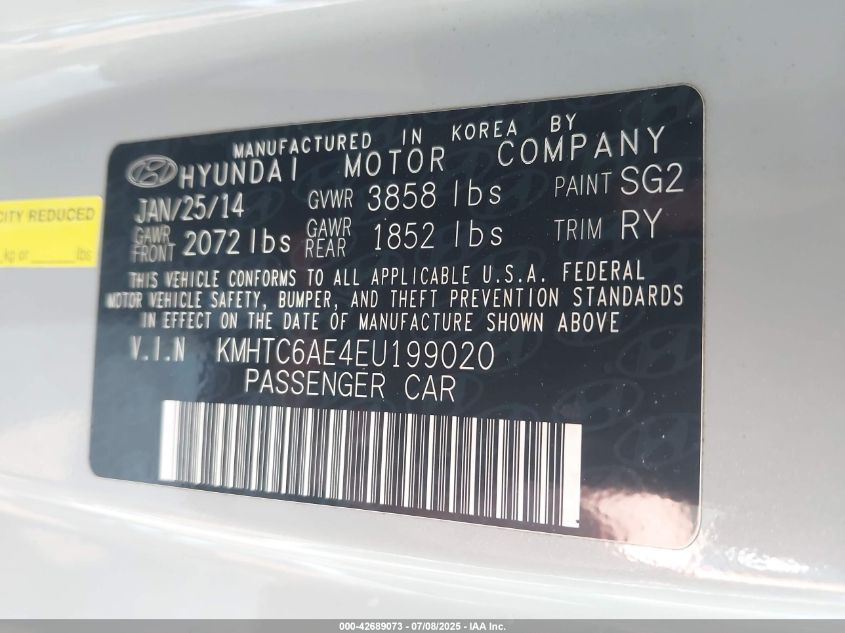 MANUFACTURED IN KOREA BY
HYUNDAI MOTOR COMPANY
JAN/25/14 GVWR 3858 lbs PAINT SG2
GAWR FRONT 2072 lbs GAWR REAR 1852 lbs TRIM RY
THIS VEHICLE CONFORMS TO ALL APPLICABLE U.S.A. FEDERAL
MOTOR VEHICLE SAFETY, BUMPER, AND THEFT PREVENTION STANDARDS
IN EFFECT ON THE DATE OF MANUFACTURE SHOWN ABOVE
V.I.N KMHTC6AE4EU199020
PASSENGER CAR
CITY REDUCED
kp or lbs
000-42689073 / 07/08/2025 - IAA Inc.